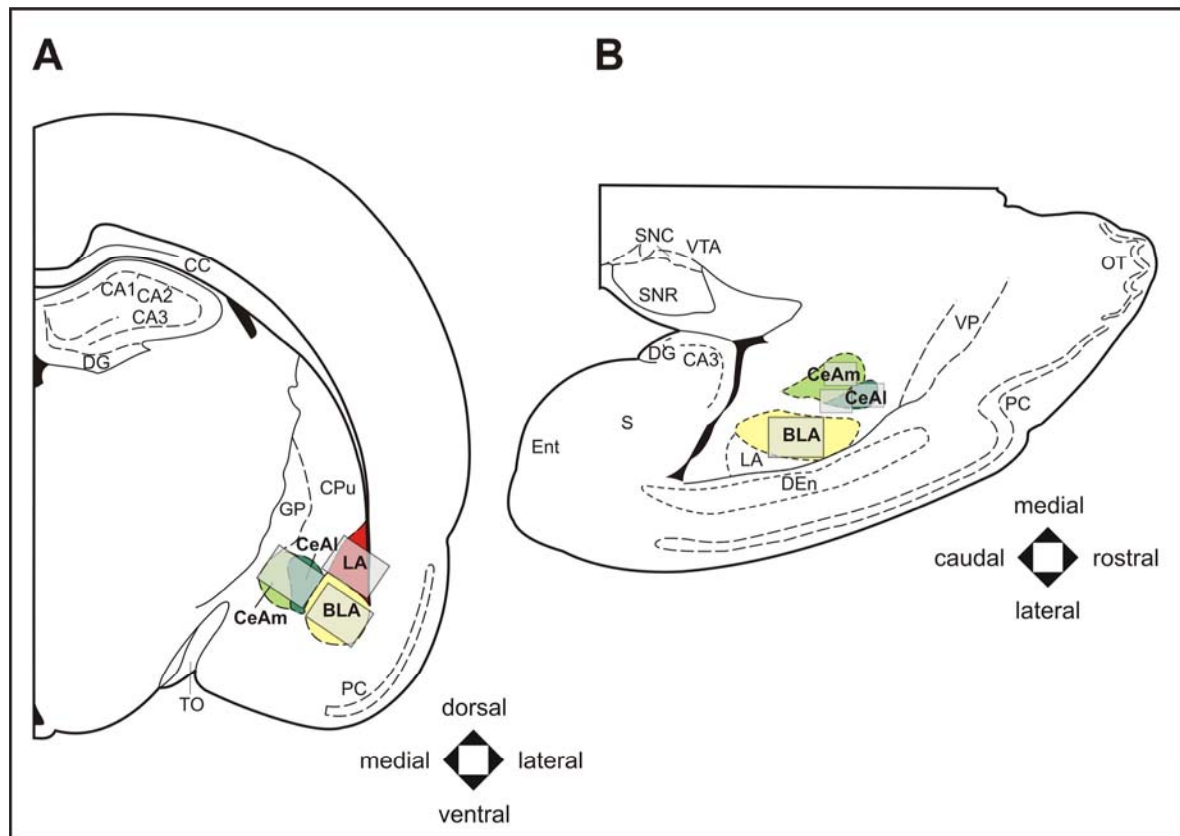 A
CC
CA1
CA2
CA3
DG
CPu
GP
CeAl
LA
CeAm
BLA
PC
TO
dorsal
medial
lateral
ventral
B
SNC
VTA
SNR
OT
VP
DG
CA3
CeAm
CeAl
PC
S
BLA
Ent
LA
DEn
medial
caudal
rostral
lateral